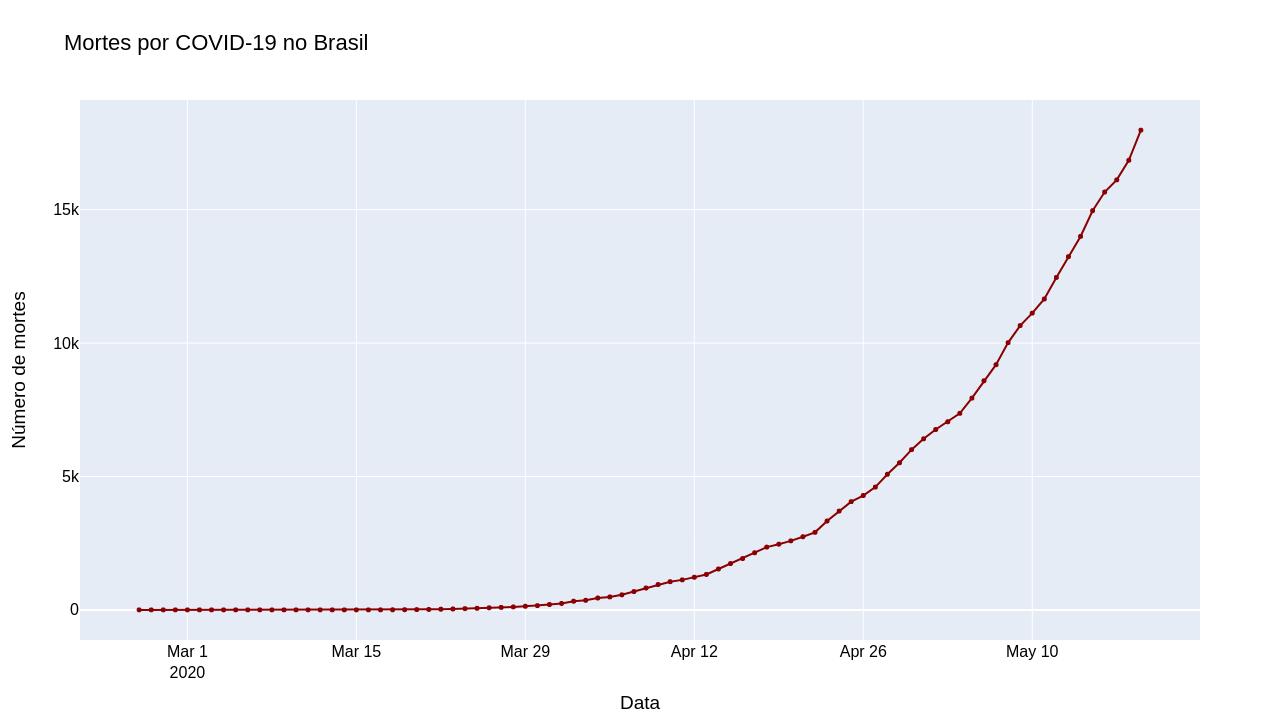 Mortes por COVID-19 no Brasil
Número de mortes
15k
10k
5k
0
Mar 1
2020
Mar 15
Mar 29
Apr 12
Apr 26
May 10
Data